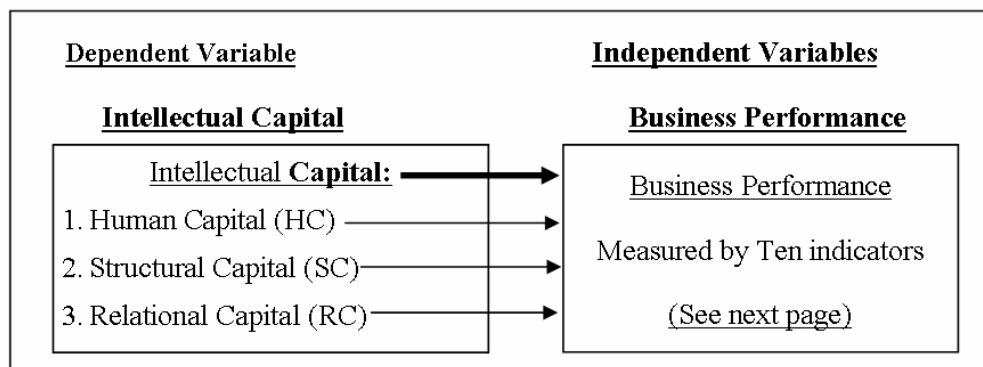 Dependent Variable
Independent Variables
Intellectual Capital
Business Performance
Intellectual Capital:
1. Human Capital (HC)
2. Structural Capital (SC)
3. Relational Capital (RC)
Business Performance
Measured by Ten indicators
(See next page)